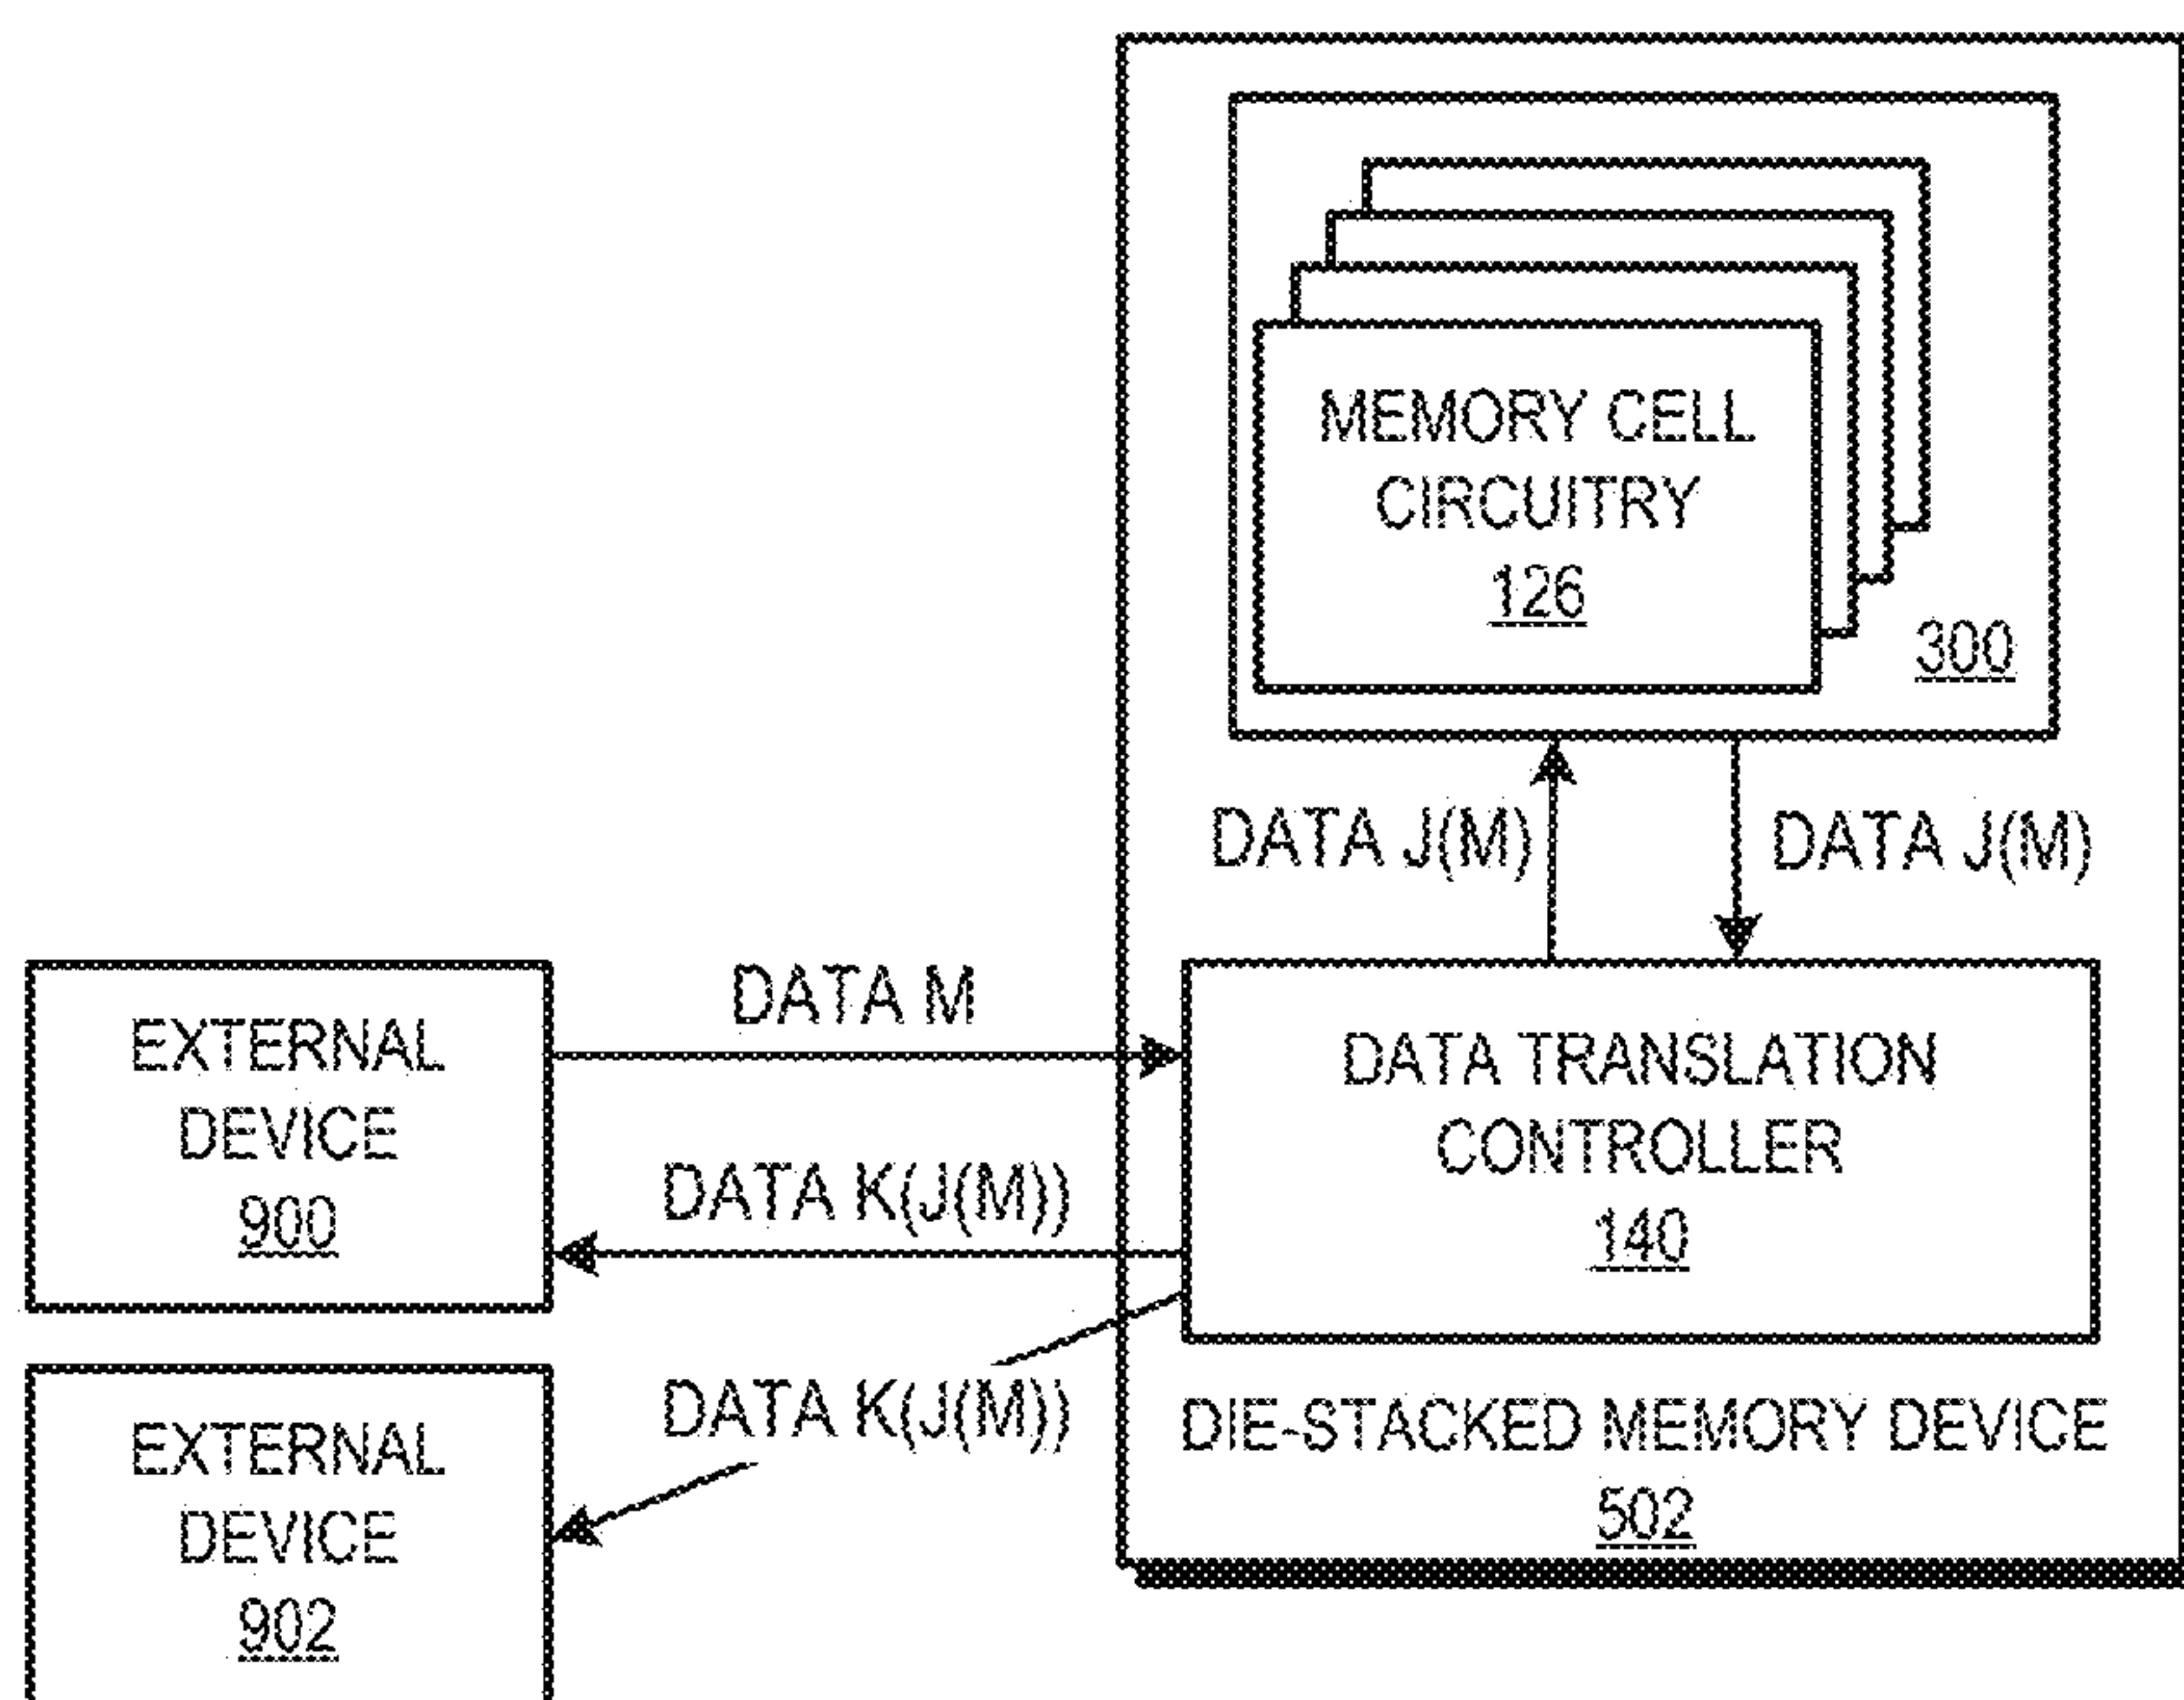 MEMORY CELL
CIRCUITRY
126
300
DATA J(M)
DATA J(M)
DATA M
EXTERNAL
DEVICE
900
DATA TRANSLATION
CONTROLLER
140
DATA K(J(M))
DATA K(J(M))
DIE-STACKED MEMORY DEVICE
502
EXTERNAL
DEVICE
902